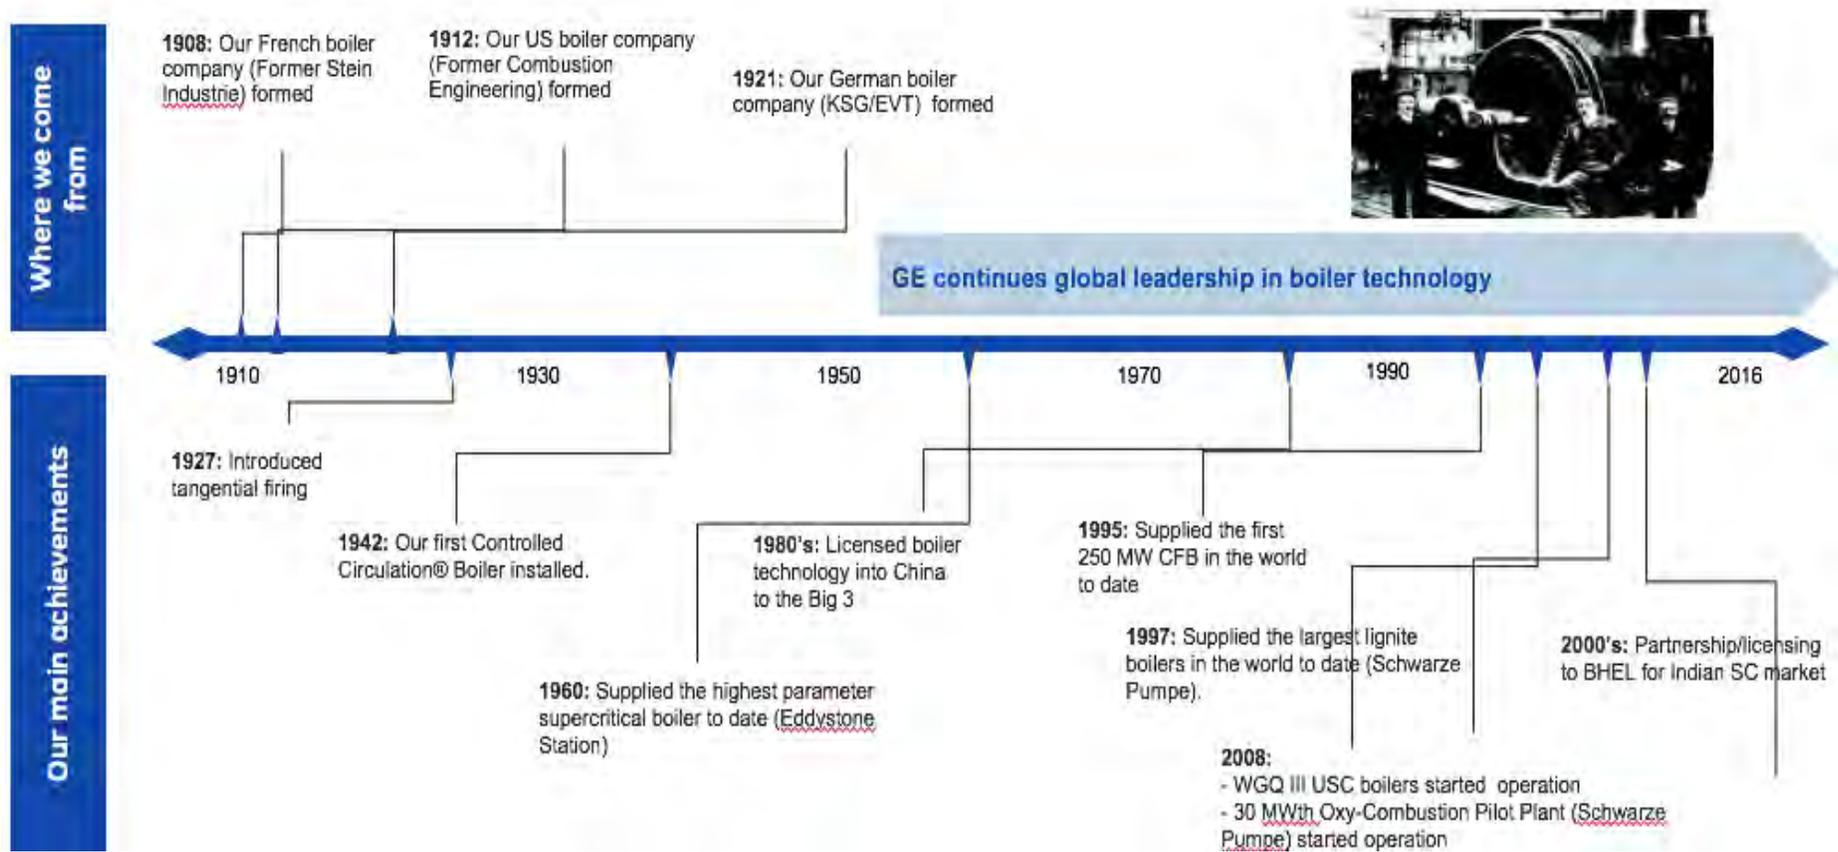 Where we come
from
1908: Our French boiler
company (Former Stein
Industrie) formed
1912: Our US boiler company
(Former Combustion
Engineering) formed
1921: Our German boiler
company (KSG/EVT) formed
GE continues global leadership in boiler technology
1910
1930
1950
1970
1990
2016
Our main achievements
1927: Introduced
tangential firing
1942: Our first Controlled
Circulation® Boiler installed.
1960: Supplied the highest parameter
supercritical boiler to date (Eddystone
Station)
1980's: Licensed boiler
technology into China
to the Big 3
1995: Supplied the first
250 MW CFB in the world
to date
1997: Supplied the largest lignite
boilers in the world to date (Schwarze
Pumpe).
2008:
- WGQ III USC boilers started operation
- 30 MWth Oxy-Combustion Pilot Plant (Schwarze
Pumpe) started operation
2000's: Partnership/licensing
to BHEL for Indian SC market